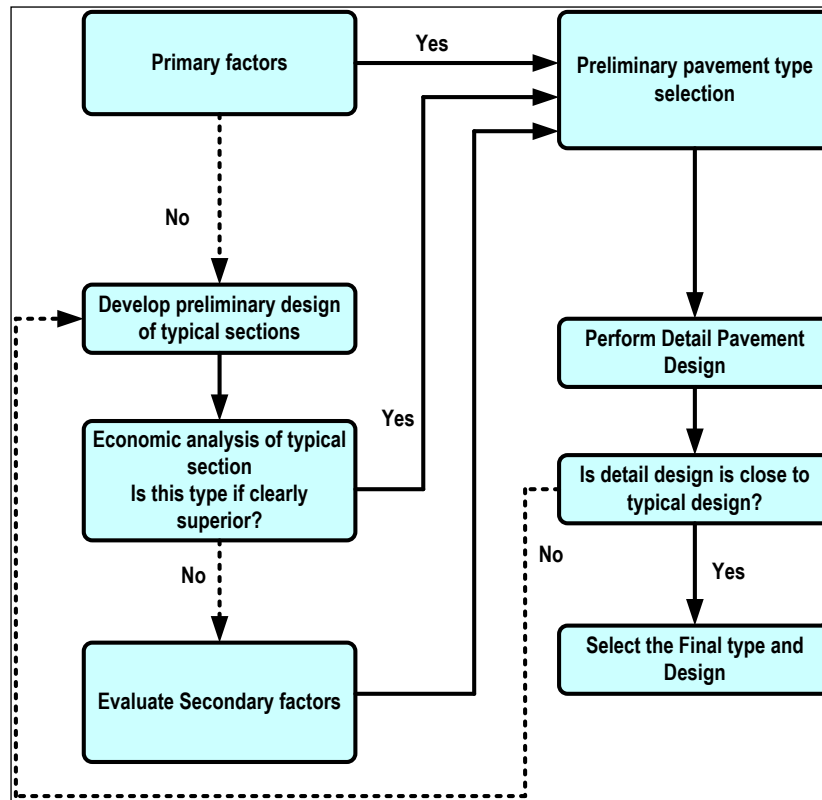 Primary factors
Yes
Preliminary pavement type
selection
No
Develop preliminary design
of typical sections
Perform Detail Pavement
Design
Economic analysis of typical
section
Is this type if clearly
superior?
Yes
Is detail design is close to
typical design?
No
No
Yes
Evaluate Secondary factors
Select the Final type and
Design